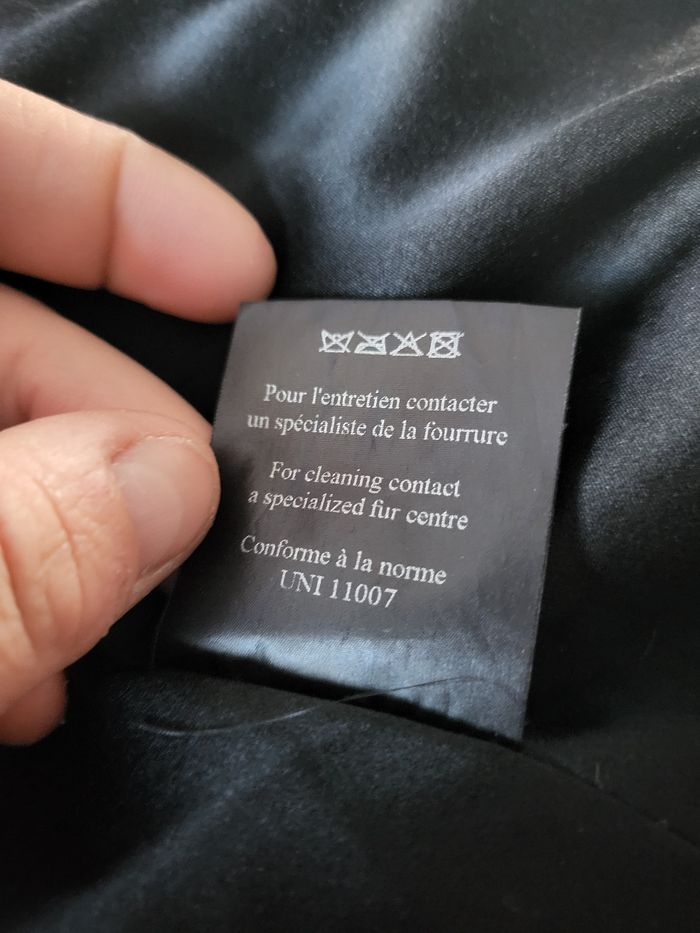 Pour l'entretien contacter
un spécialiste de la fourrure
For cleaning contact
a specialized fur centre
Conforme à la norme
UNI 11007